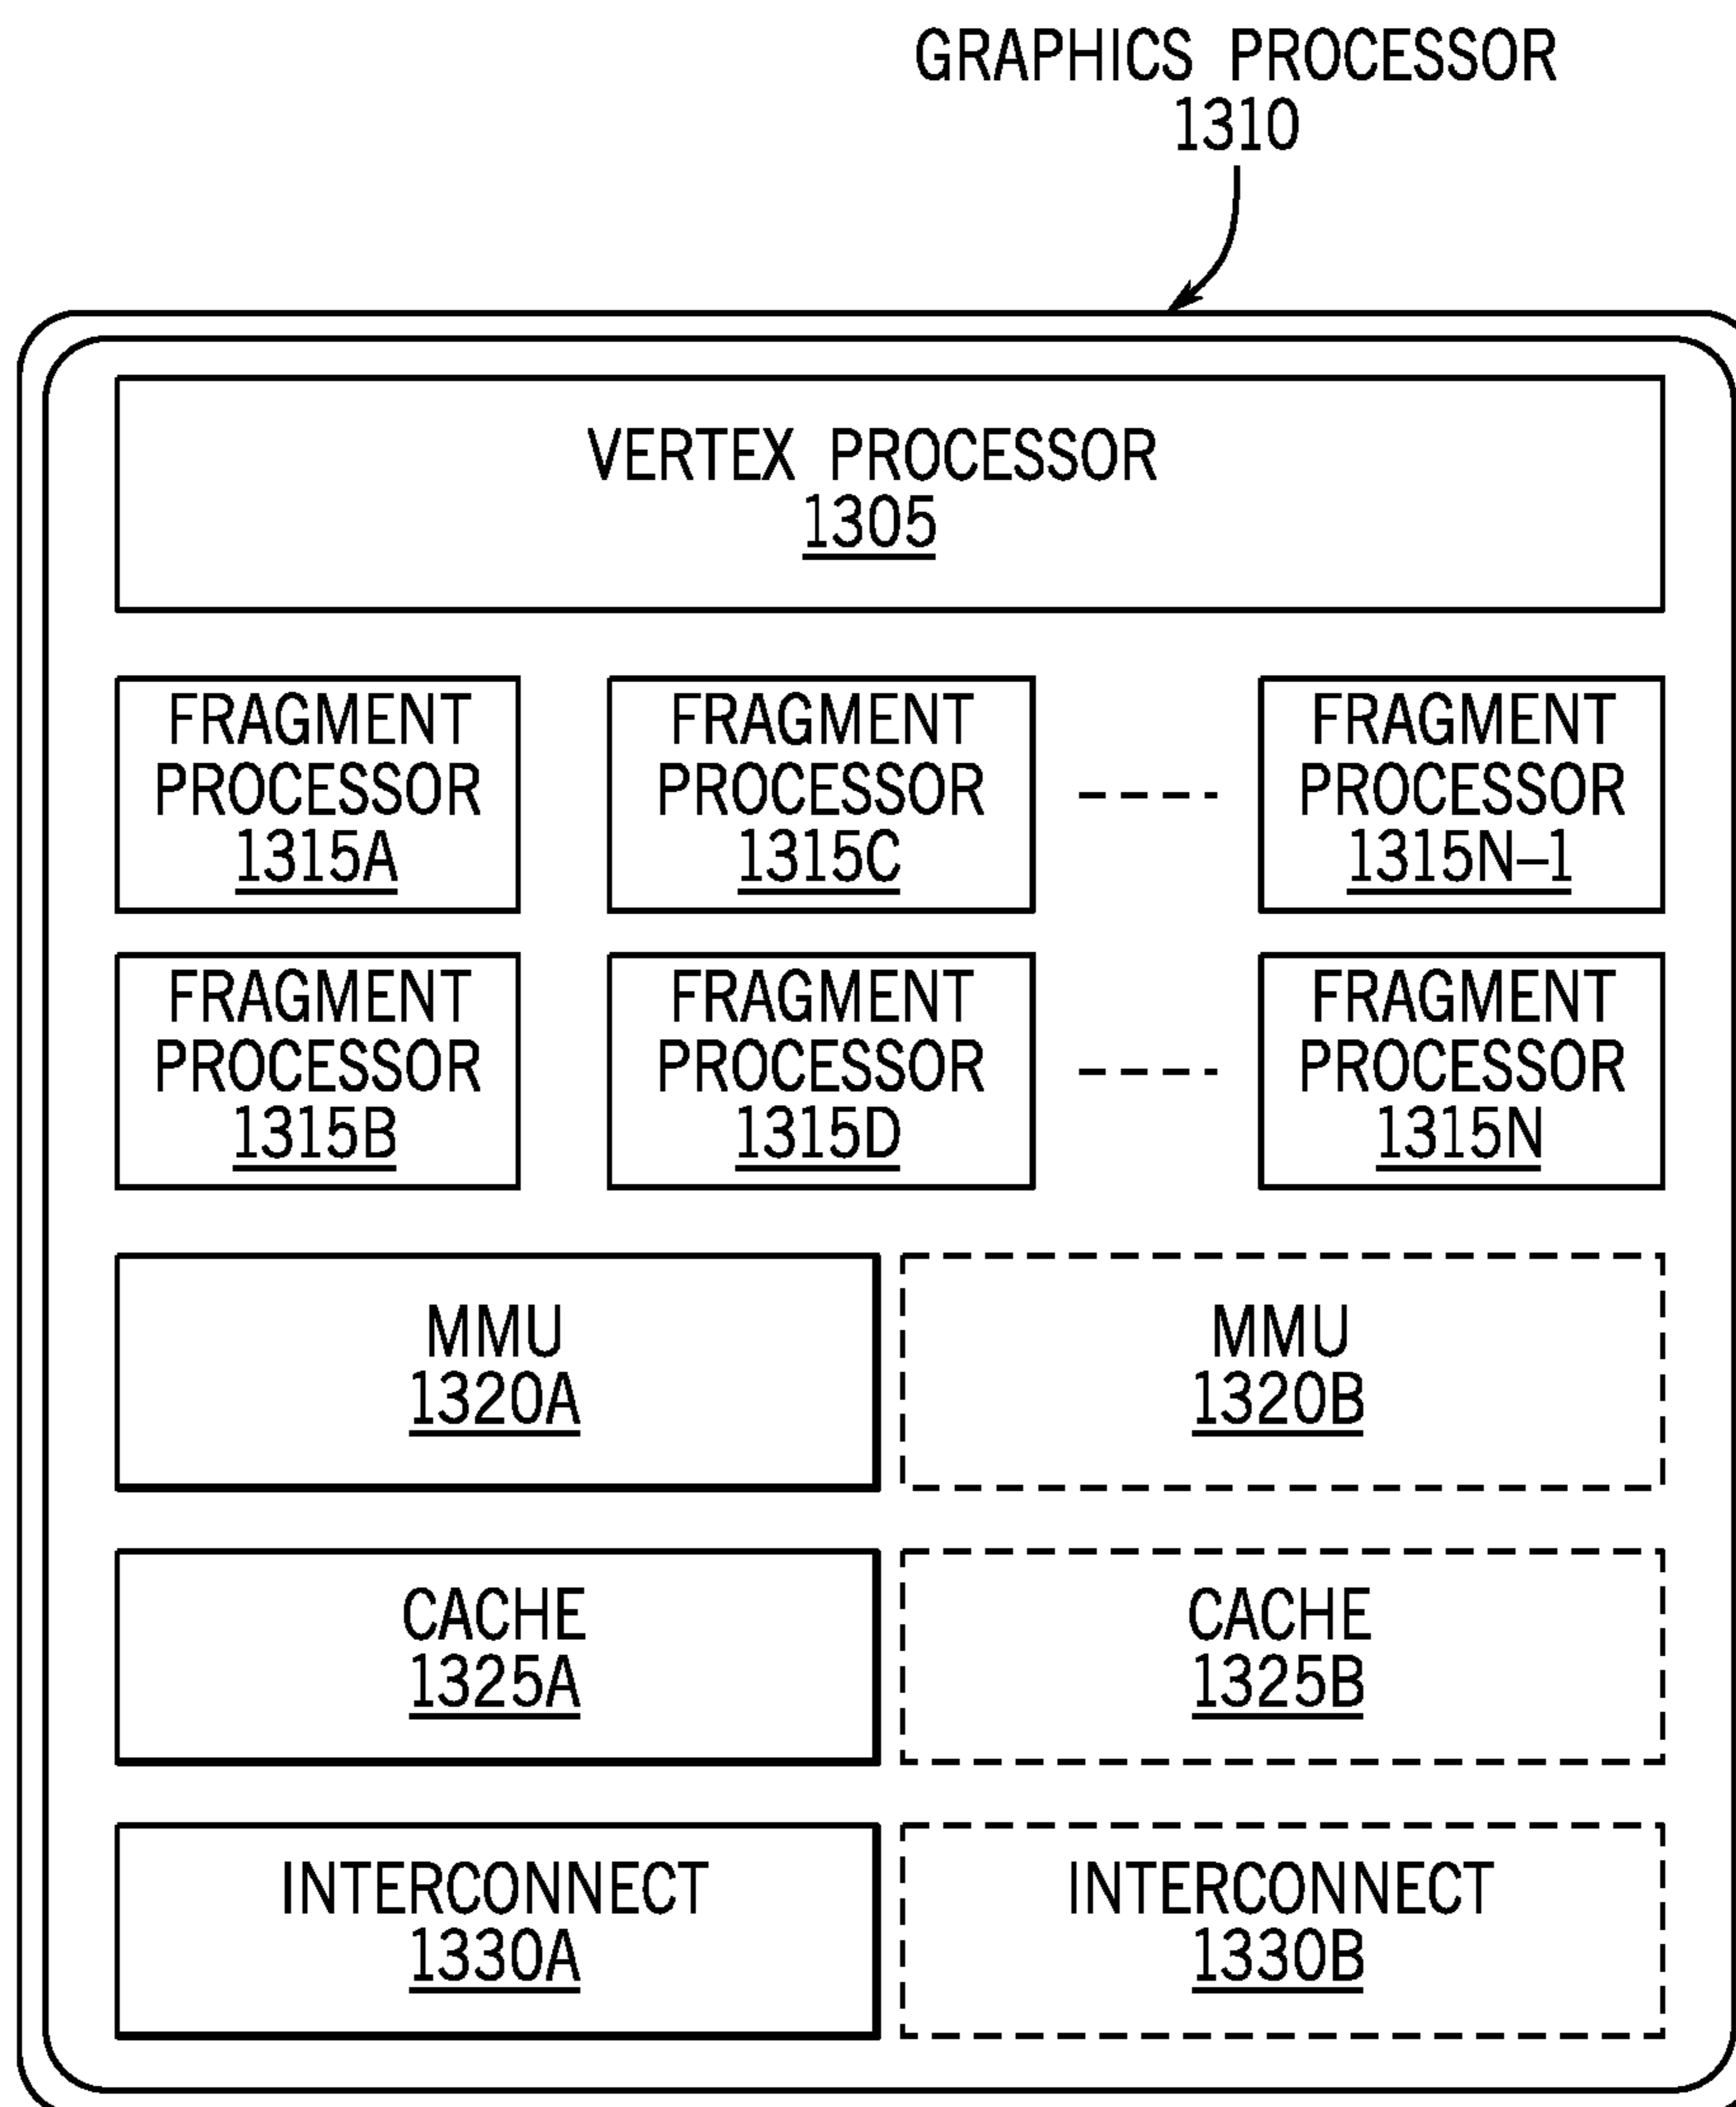 GRAPHICS PROCESSOR
1310
VERTEX PROCESSOR
1305
FRAGMENT
PROCESSOR
1315A
FRAGMENT
PROCESSOR
1315C
FRAGMENT
PROCESSOR
1315N–1
FRAGMENT
PROCESSOR
1315B
FRAGMENT
PROCESSOR
1315D
FRAGMENT
PROCESSOR
1315N
MMU
1320A
MMU
1320B
CACHE
1325A
CACHE
1325B
INTERCONNECT
1330A
INTERCONNECT
1330B